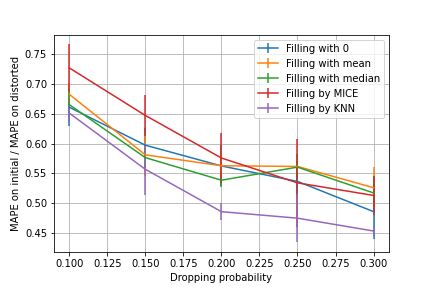 MAPE on initial / MAPE on distorted
0.75
0.70
0.65
0.60
0.55
0.50
0.45
Filling with 0
Filling with mean
Filling with median
Filling by MICE
Filling by KNN
0.100 0.125 0.150 0.175 0.200 0.225 0.250 0.275 0.300
Dropping probability